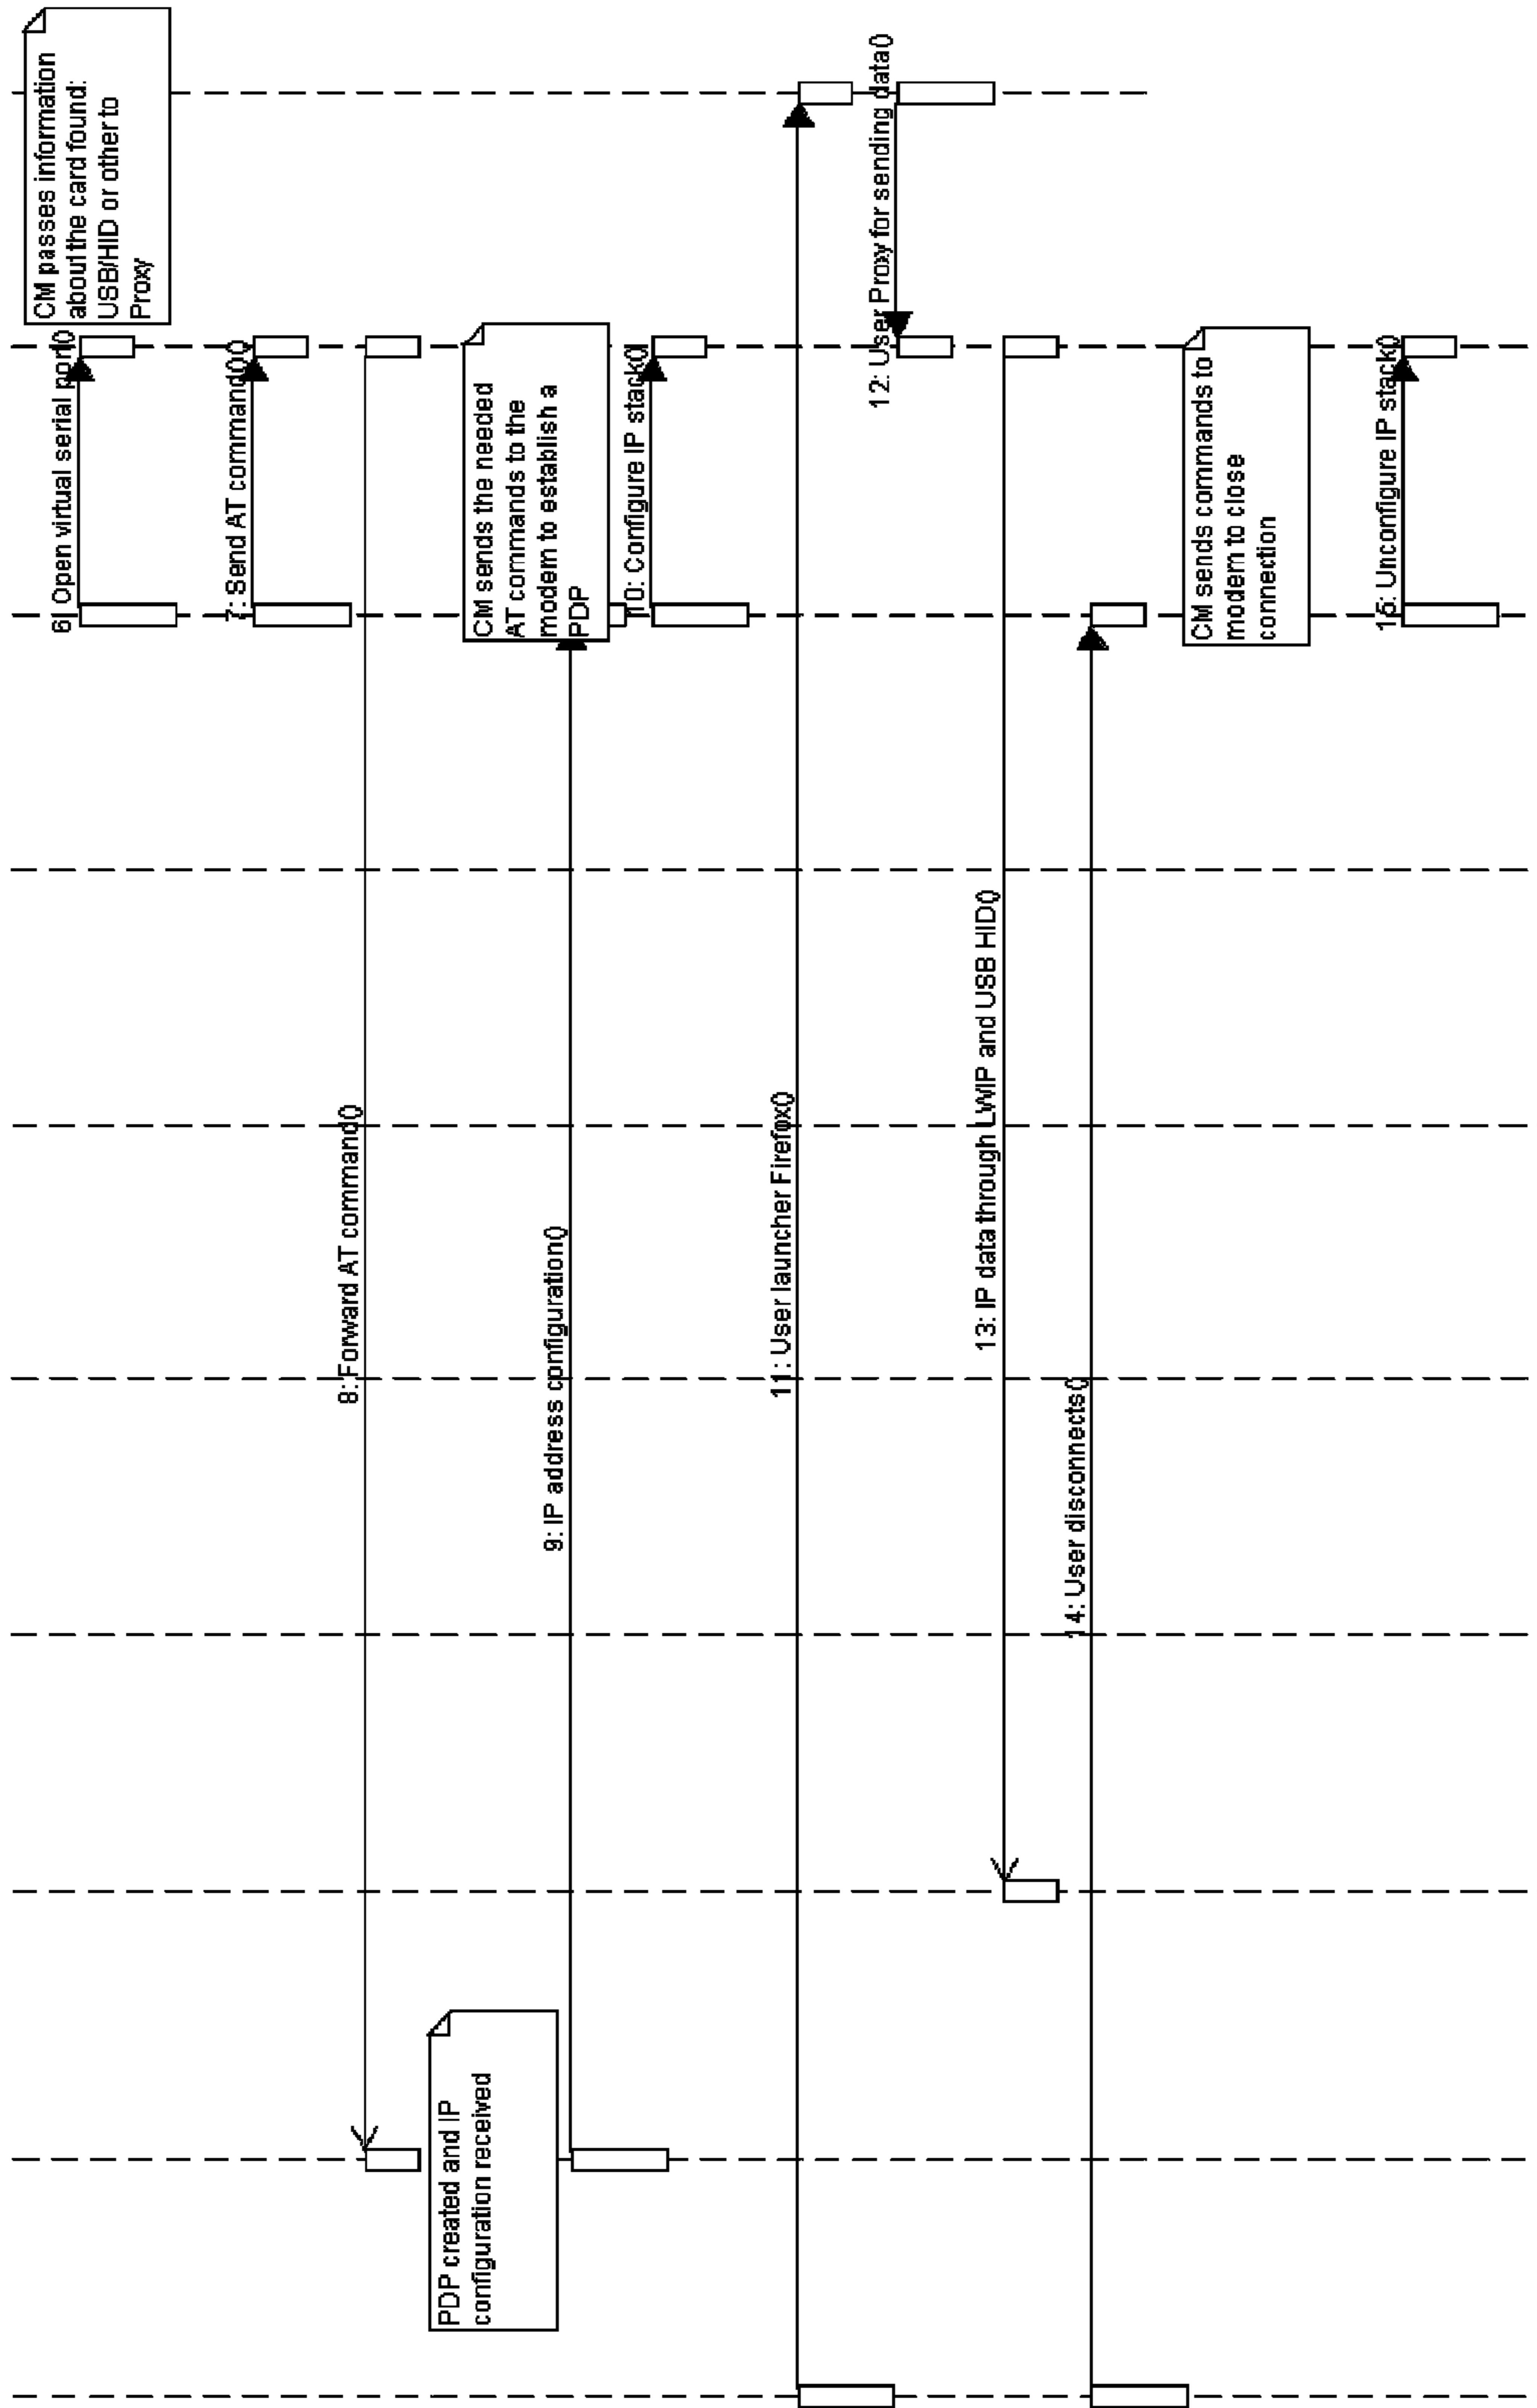 CM passes information
about the card found:
USB/HID or other to
Proxy
6: Open virtual serial port()
7: Send AT command()()
8: Forward AT command()
CM sends the needed
AT commands to the
modem to establish a
PDP
PDP created and IP
configuration received
9: IP address configuration()
10: Configure IP stack()
11: User launcher Firefox()
12: User Proxy for sending data()
13: IP data through LWIP and USB HID()
14: User disconnects()
CM sends commands to
modem to close
connection
15: Unconfigure IP stack()